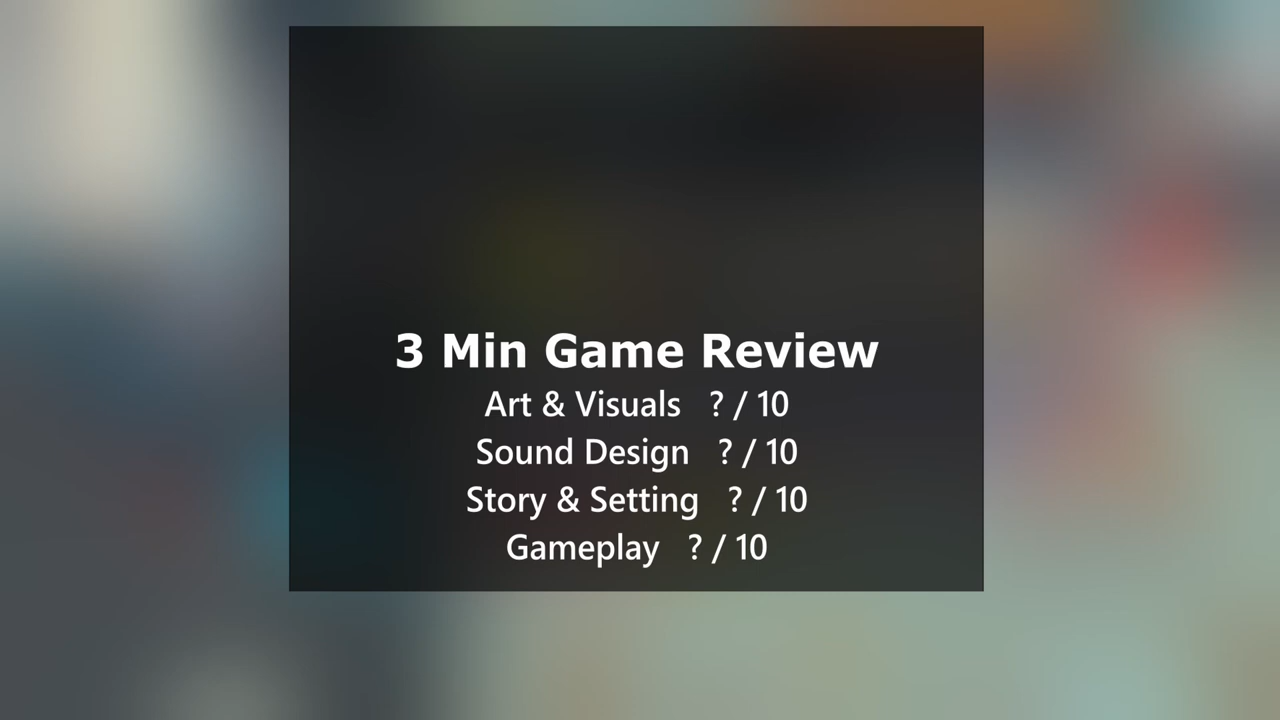 3 Min Game Review
Art & Visuals ? / 10
Sound Design ? / 10
Story & Setting ? / 10
Gameplay ? / 10